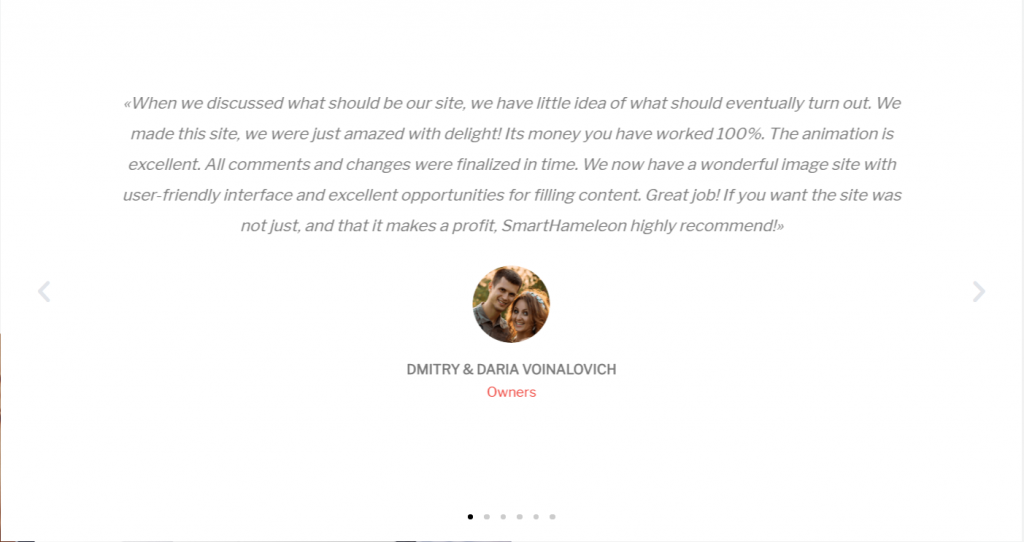 «When we discussed what should be our site, we have little idea of what should eventually turn out. We
made this site, we were just amazed with delight! Its money you have worked 100%. The animation is
excellent. All comments and changes were finalized in time. We now have a wonderful image site with
user-friendly interface and excellent opportunities for filling content. Great job! If you want the site was
not just, and that it makes a profit, SmartHameleon highly recommend!»
DMITRY & DARIA VOINALOVICH
Owners